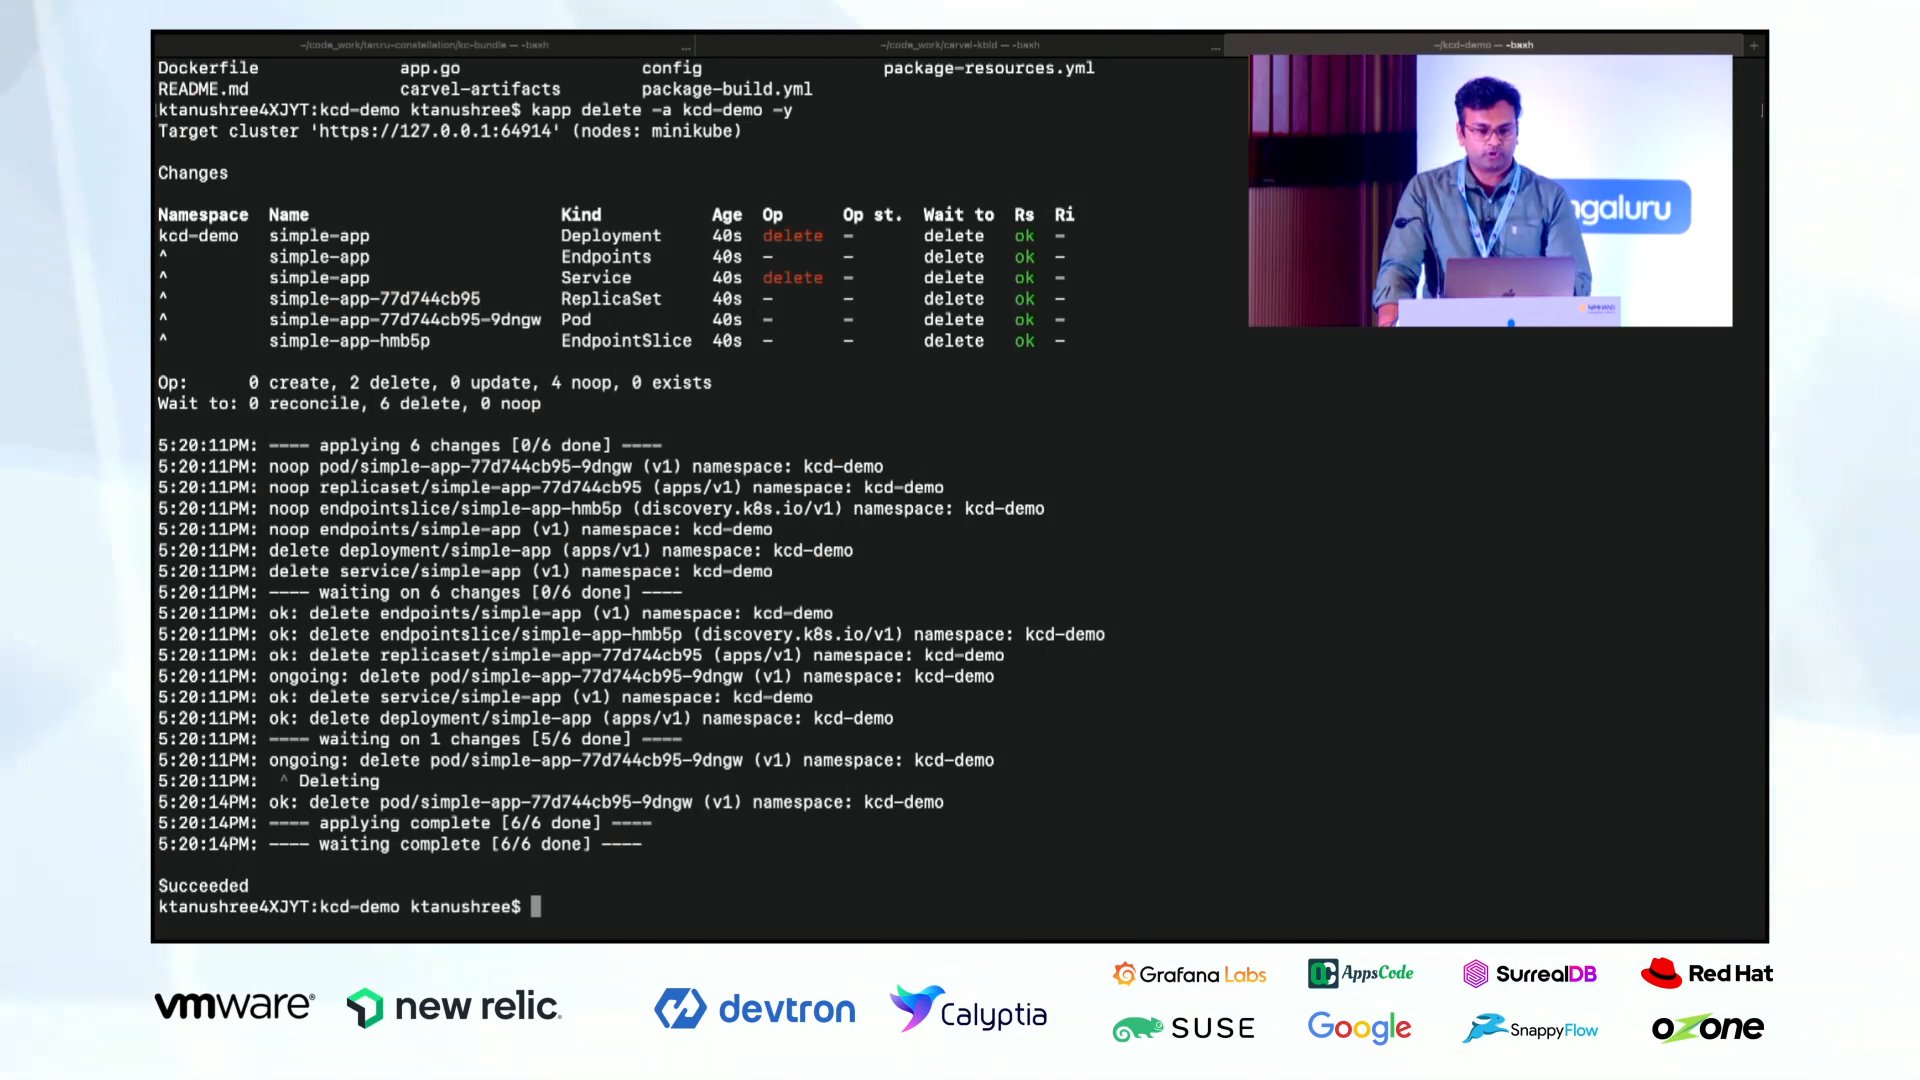 ~/code_work/tanzu-constellation/kc-bundle — -bash ... ~/code_work/carvel-kbld — -bash ... ~/kcd-demo — -bash +
Dockerfile app.go config package-resources.yml
README.md carvel-artifacts package-build.yml
ktanushree4XJYT:kcd-demo ktanushree$ kapp delete -a kcd-demo -y
Target cluster 'https://127.0.0.1:64914' (nodes: minikube)
Changes
Namespace Name Kind Age Op Op st. Wait to Rs Ri
kcd-demo simple-app Deployment 40s delete - delete ok -
^ simple-app Endpoints 40s - - delete ok -
^ simple-app Service 40s delete - delete ok -
^ simple-app-77d744cb95 ReplicaSet 40s - - delete ok -
^ simple-app-77d744cb95-9dngw Pod 40s - - delete ok -
^ simple-app-hmb5p EndpointSlice 40s - - delete ok -
Op: 0 create, 2 delete, 0 update, 4 noop, 0 exists
Wait to: 0 reconcile, 6 delete, 0 noop
5:20:11PM: ---- applying 6 changes [0/6 done] ----
5:20:11PM: noop pod/simple-app-77d744cb95-9dngw (v1) namespace: kcd-demo
5:20:11PM: noop replicaset/simple-app-77d744cb95 (apps/v1) namespace: kcd-demo
5:20:11PM: noop endpointslice/simple-app-hmb5p (discovery.k8s.io/v1) namespace: kcd-demo
5:20:11PM: noop endpoints/simple-app (v1) namespace: kcd-demo
5:20:11PM: delete deployment/simple-app (apps/v1) namespace: kcd-demo
5:20:11PM: delete service/simple-app (v1) namespace: kcd-demo
5:20:11PM: ---- waiting on 6 changes [0/6 done] ----
5:20:11PM: ok: delete endpoints/simple-app (v1) namespace: kcd-demo
5:20:11PM: ok: delete endpointslice/simple-app-hmb5p (discovery.k8s.io/v1) namespace: kcd-demo
5:20:11PM: ok: delete replicaset/simple-app-77d744cb95 (apps/v1) namespace: kcd-demo
5:20:11PM: ongoing: delete pod/simple-app-77d744cb95-9dngw (v1) namespace: kcd-demo
5:20:11PM: ok: delete service/simple-app (v1) namespace: kcd-demo
5:20:11PM: ok: delete deployment/simple-app (apps/v1) namespace: kcd-demo
5:20:11PM: ---- waiting on 1 changes [5/6 done] ----
5:20:11PM: ongoing: delete pod/simple-app-77d744cb95-9dngw (v1) namespace: kcd-demo
5:20:11PM: ^ Deleting
5:20:14PM: ok: delete pod/simple-app-77d744cb95-9dngw (v1) namespace: kcd-demo
5:20:14PM: ---- applying complete [6/6 done] ----
5:20:14PM: ---- waiting complete [6/6 done] ----
Succeeded
ktanushree4XJYT:kcd-demo ktanushree$
ngaluru
vmware
new relic.
devtron
Calyptia
Grafana Labs
AppsCode
SurrealDB
Red Hat
SUSE
Google
SnappyFlow
ozone